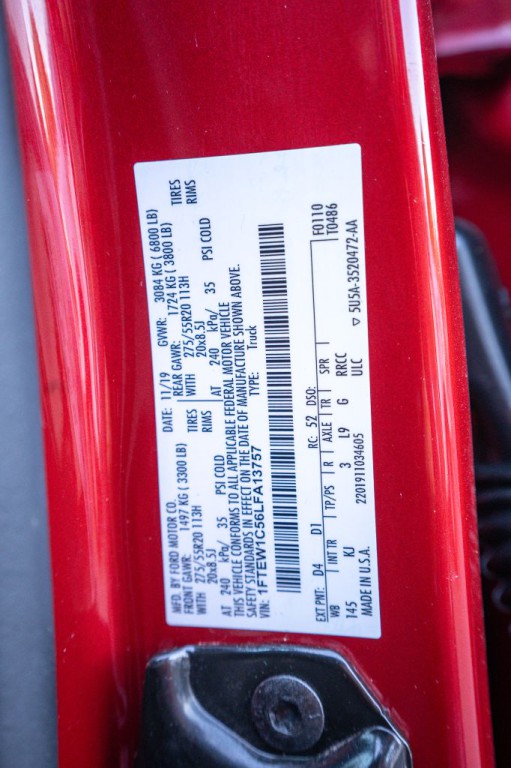 MFD. BY FORD MOTOR CO. DATE: 11/19 GVWR: 3084 KG (6800 LB)
FRONT GAWR: 1497 KG (3300 LB) REAR GAWR: 1724 KG (3800 LB)
WITH 275/55R20 113H TIRES WITH 275/55R20 113H TIRES
20x8.5J RIMS 20x8.5J RIMS
AT 240 kPa/ 35 PSI COLD AT 240 kPa/ 35 PSI COLD
THIS VEHICLE CONFORMS TO ALL APPLICABLE FEDERAL MOTOR VEHICLE
SAFETY STANDARDS IN EFFECT ON THE DATE OF MANUFACTURE SHOWN ABOVE.
VIN: 1FTEW1C56LFA13757 TYPE: Truck
F0110
T0486
EXT PNT: D4 D1 RC: 52 DSO:
WB INT TR TP/PS R AXLE TR SPR
145 KJ 3 L9 G RRCC
MADE IN U.S.A. 2201911034605 ULC
▽ 5U5A-3520472-AA